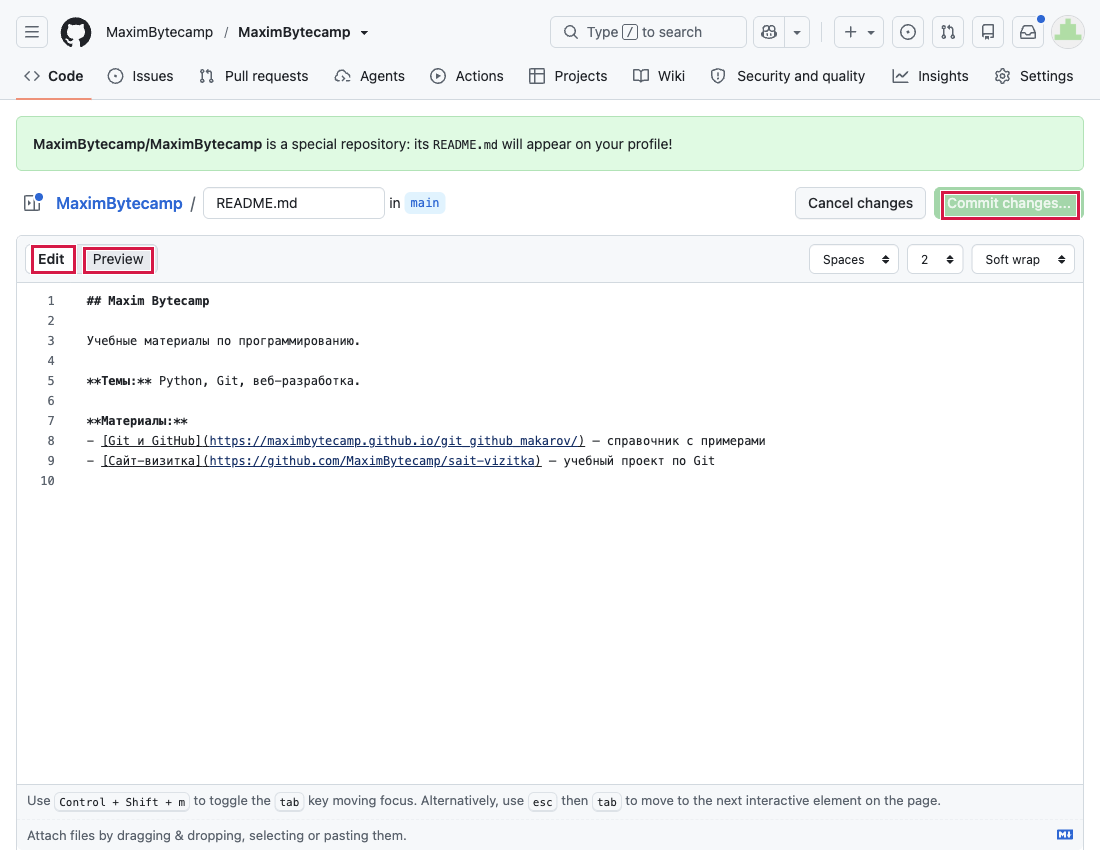 MaximBytecamp / MaximBytecamp
Type / to search
Code
Issues
Pull requests
Agents
Actions
Projects
Wiki
Security and quality
Insights
Settings
MaximBytecamp/MaximBytecamp is a special repository: its README.md will appear on your profile!
MaximBytecamp / README.md in main
Cancel changes
Commit changes...
Edit
Preview
Spaces
2
Soft wrap
1 ## Maxim Bytecamp
2
3 Учебные материалы по программированию.
4
5 **Темы:** Python, Git, веб-разработка.
6
7 **Материалы:**
8 - [Git и GitHub](https://maximbytecamp.github.io/git_github_makarov/) — справочник с примерами
9 - [Сайт-визитка](https://github.com/MaximBytecamp/sait-vizitka) — учебный проект по Git
10
Use Control + Shift + m to toggle the tab key moving focus. Alternatively, use esc then tab to move to the next interactive element on the page.
Attach files by dragging & dropping, selecting or pasting them.